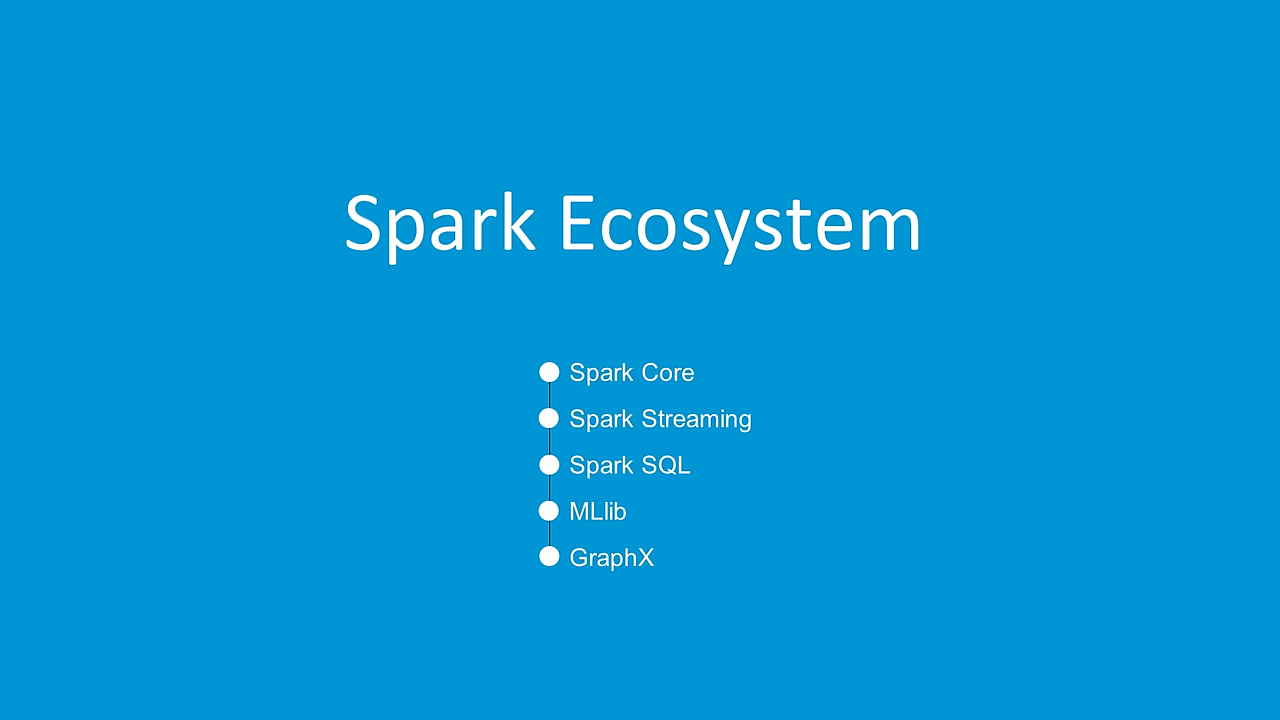 Spark Ecosystem
Spark Core
Spark Streaming
Spark SQL
MLlib
GraphX